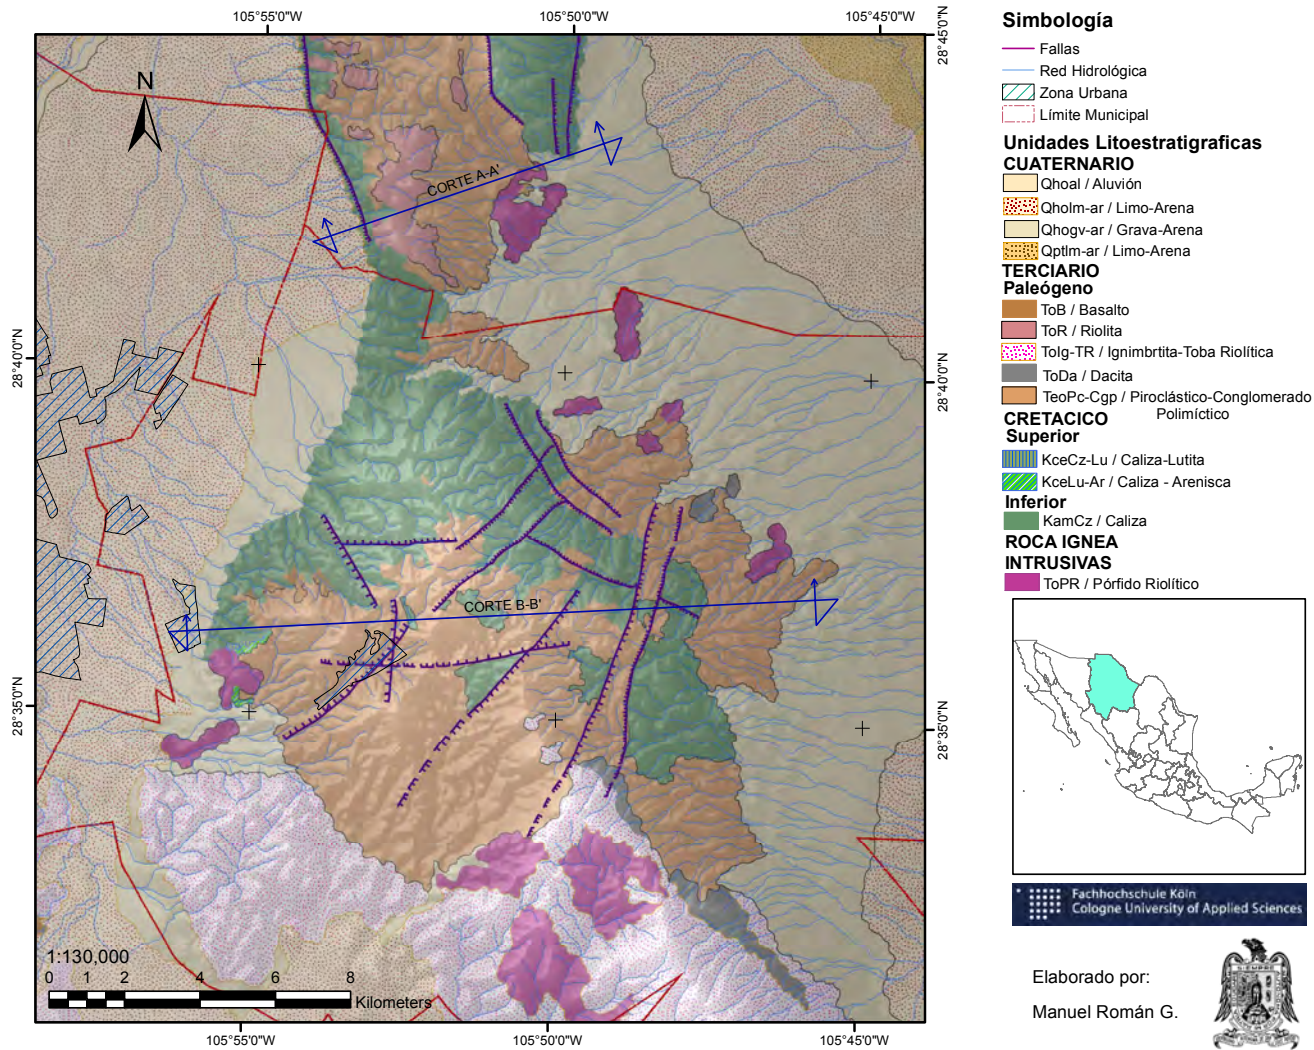 105°55'0"W
105°50'0"W
105°45'0"W
28°45'0"N
28°40'0"N
28°40'0"N
28°35'0"N
28°35'0"N
105°55'0"W
105°50'0"W
105°45'0"W
N
CORTE A-A'
CORTE B-B'
1:130,000
0 1 2 4 6 8
Kilometers
Simbología
Fallas
Red Hidrológica
Zona Urbana
Límite Municipal
Unidades Litoestratigraficas
CUATERNARIO
Qhoal / Aluvión
Qholm-ar / Limo-Arena
Qhogv-ar / Grava-Arena
Qptlm-ar / Limo-Arena
TERCIARIO
Paleógeno
ToB / Basalto
ToR / Riolita
ToIg-TR / Ignimbrtita-Toba Riolítica
ToDa / Dacita
TeoPc-Cgp / Piroclástico-Conglomerado
Polimíctico
CRETACICO
Superior
KceCz-Lu / Caliza-Lutita
KceLu-Ar / Caliza - Arenisca
Inferior
KamCz / Caliza
ROCA IGNEA
INTRUSIVAS
ToPR / Pórfido Riolítico
Fachhochschule Köln
Cologne University of Applied Sciences
Elaborado por:
Manuel Román G.
SIEMPRE